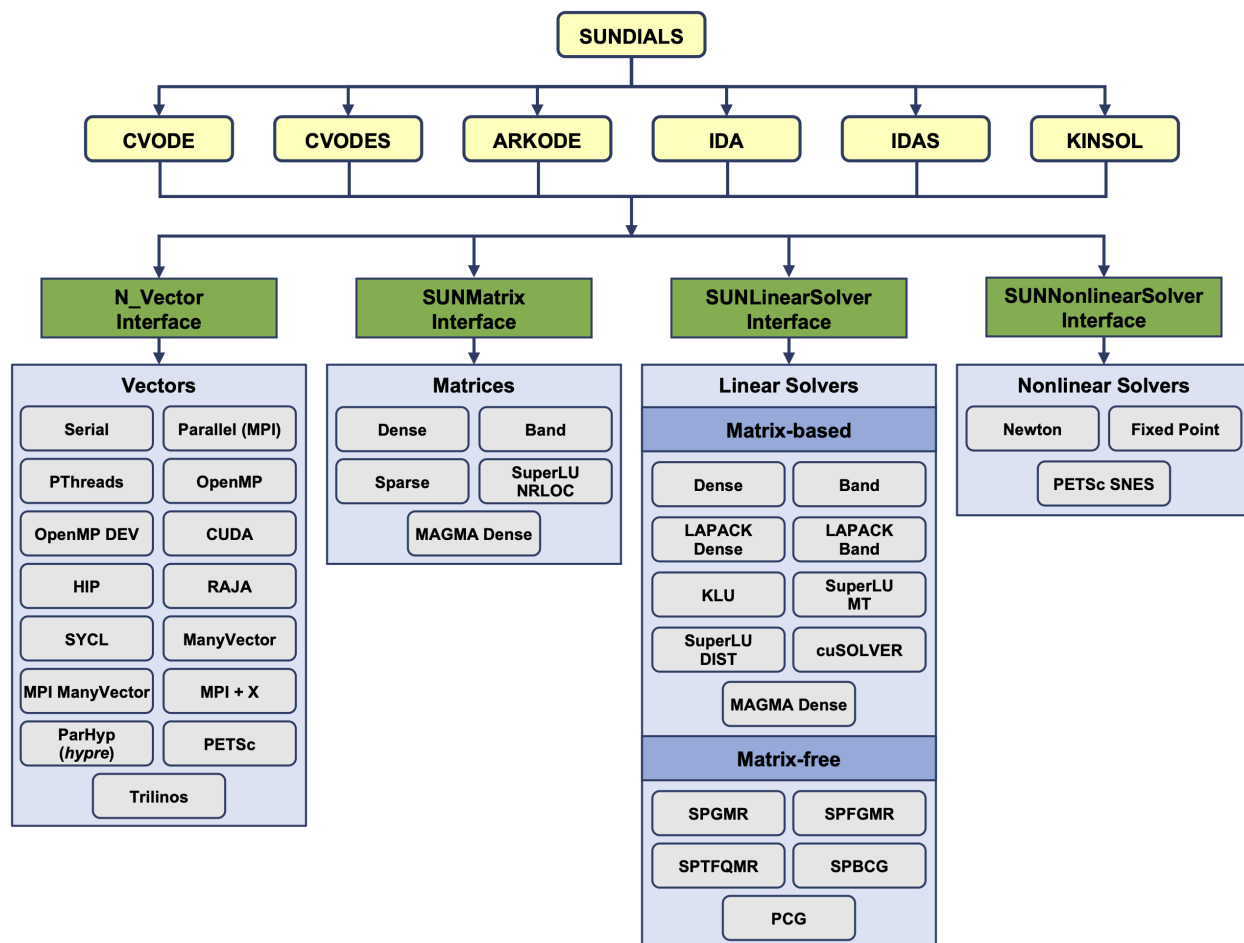 SUNDIALS
CVODE
CVODES
ARKODE
IDA
IDAS
KINSOL
N_Vector
Interface
SUNMatrix
Interface
SUNLinearSolver
Interface
SUNNonlinearSolver
Interface
Vectors
Serial
Parallel (MPI)
PThreads
OpenMP
OpenMP DEV
CUDA
HIP
RAJA
SYCL
ManyVector
MPI ManyVector
MPI + X
ParHyp
(hypre)
PETSc
Trilinos
Matrices
Dense
Band
Sparse
SuperLU
NRLOC
MAGMA Dense
Linear Solvers
Matrix-based
Dense
Band
LAPACK
Dense
LAPACK
Band
KLU
SuperLU
MT
SuperLU
DIST
cuSOLVER
MAGMA Dense
Matrix-free
SPGMR
SPFGMR
SPTFQMR
SPBCG
PCG
Nonlinear Solvers
Newton
Fixed Point
PETSc SNES